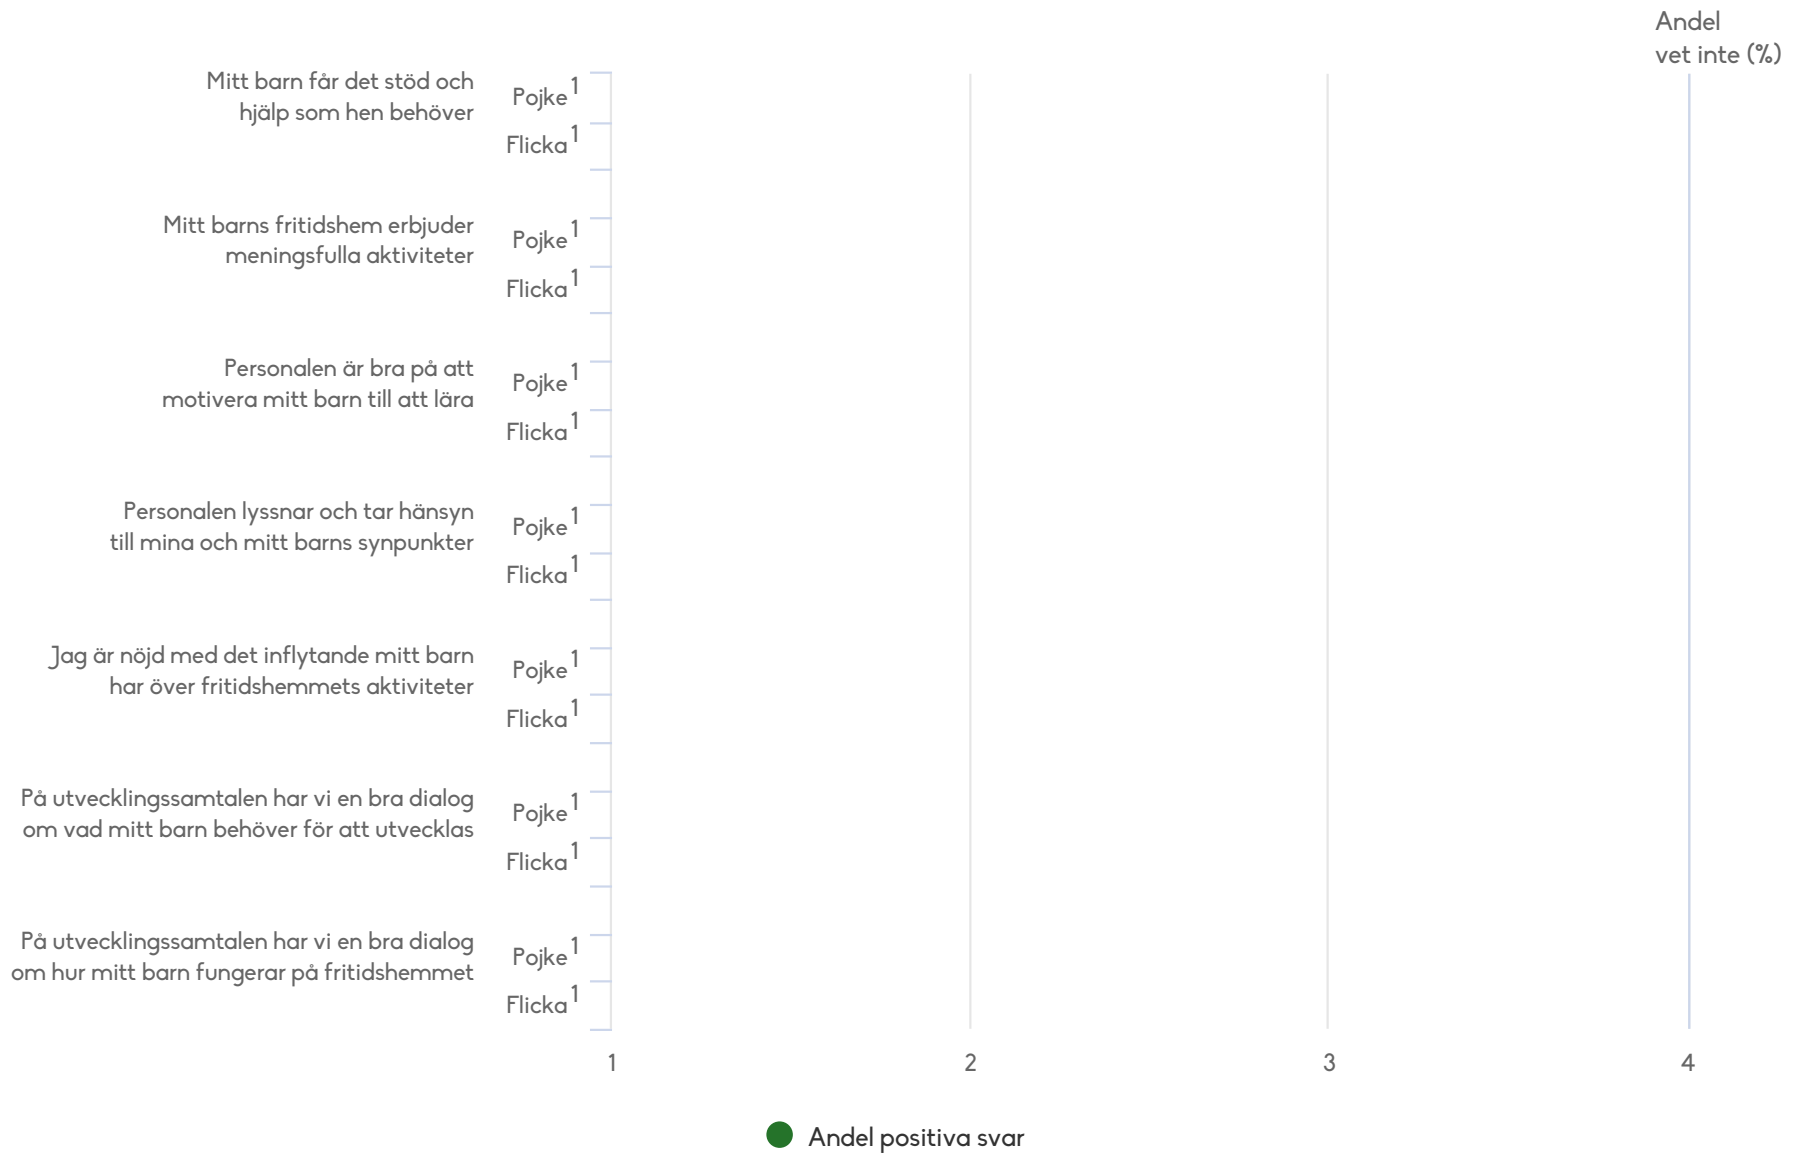 Andel
vet inte (%)
Mitt barn får det stöd och
hjälp som hen behöver
Pojke¹
Flicka¹
Mitt barns fritidshem erbjuder
meningsfulla aktiviteter
Pojke¹
Flicka¹
Personalen är bra på att
motivera mitt barn till att lära
Pojke¹
Flicka¹
Personalen lyssnar och tar hänsyn
till mina och mitt barns synpunkter
Pojke¹
Flicka¹
Jag är nöjd med det inflytande mitt barn
har över fritidshemmets aktiviteter
Pojke¹
Flicka¹
På utvecklingssamtalen har vi en bra dialog
om vad mitt barn behöver för att utvecklas
Pojke¹
Flicka¹
På utvecklingssamtalen har vi en bra dialog
om hur mitt barn fungerar på fritidshemmet
Pojke¹
Flicka¹
1 2 3 4
Andel positiva svar